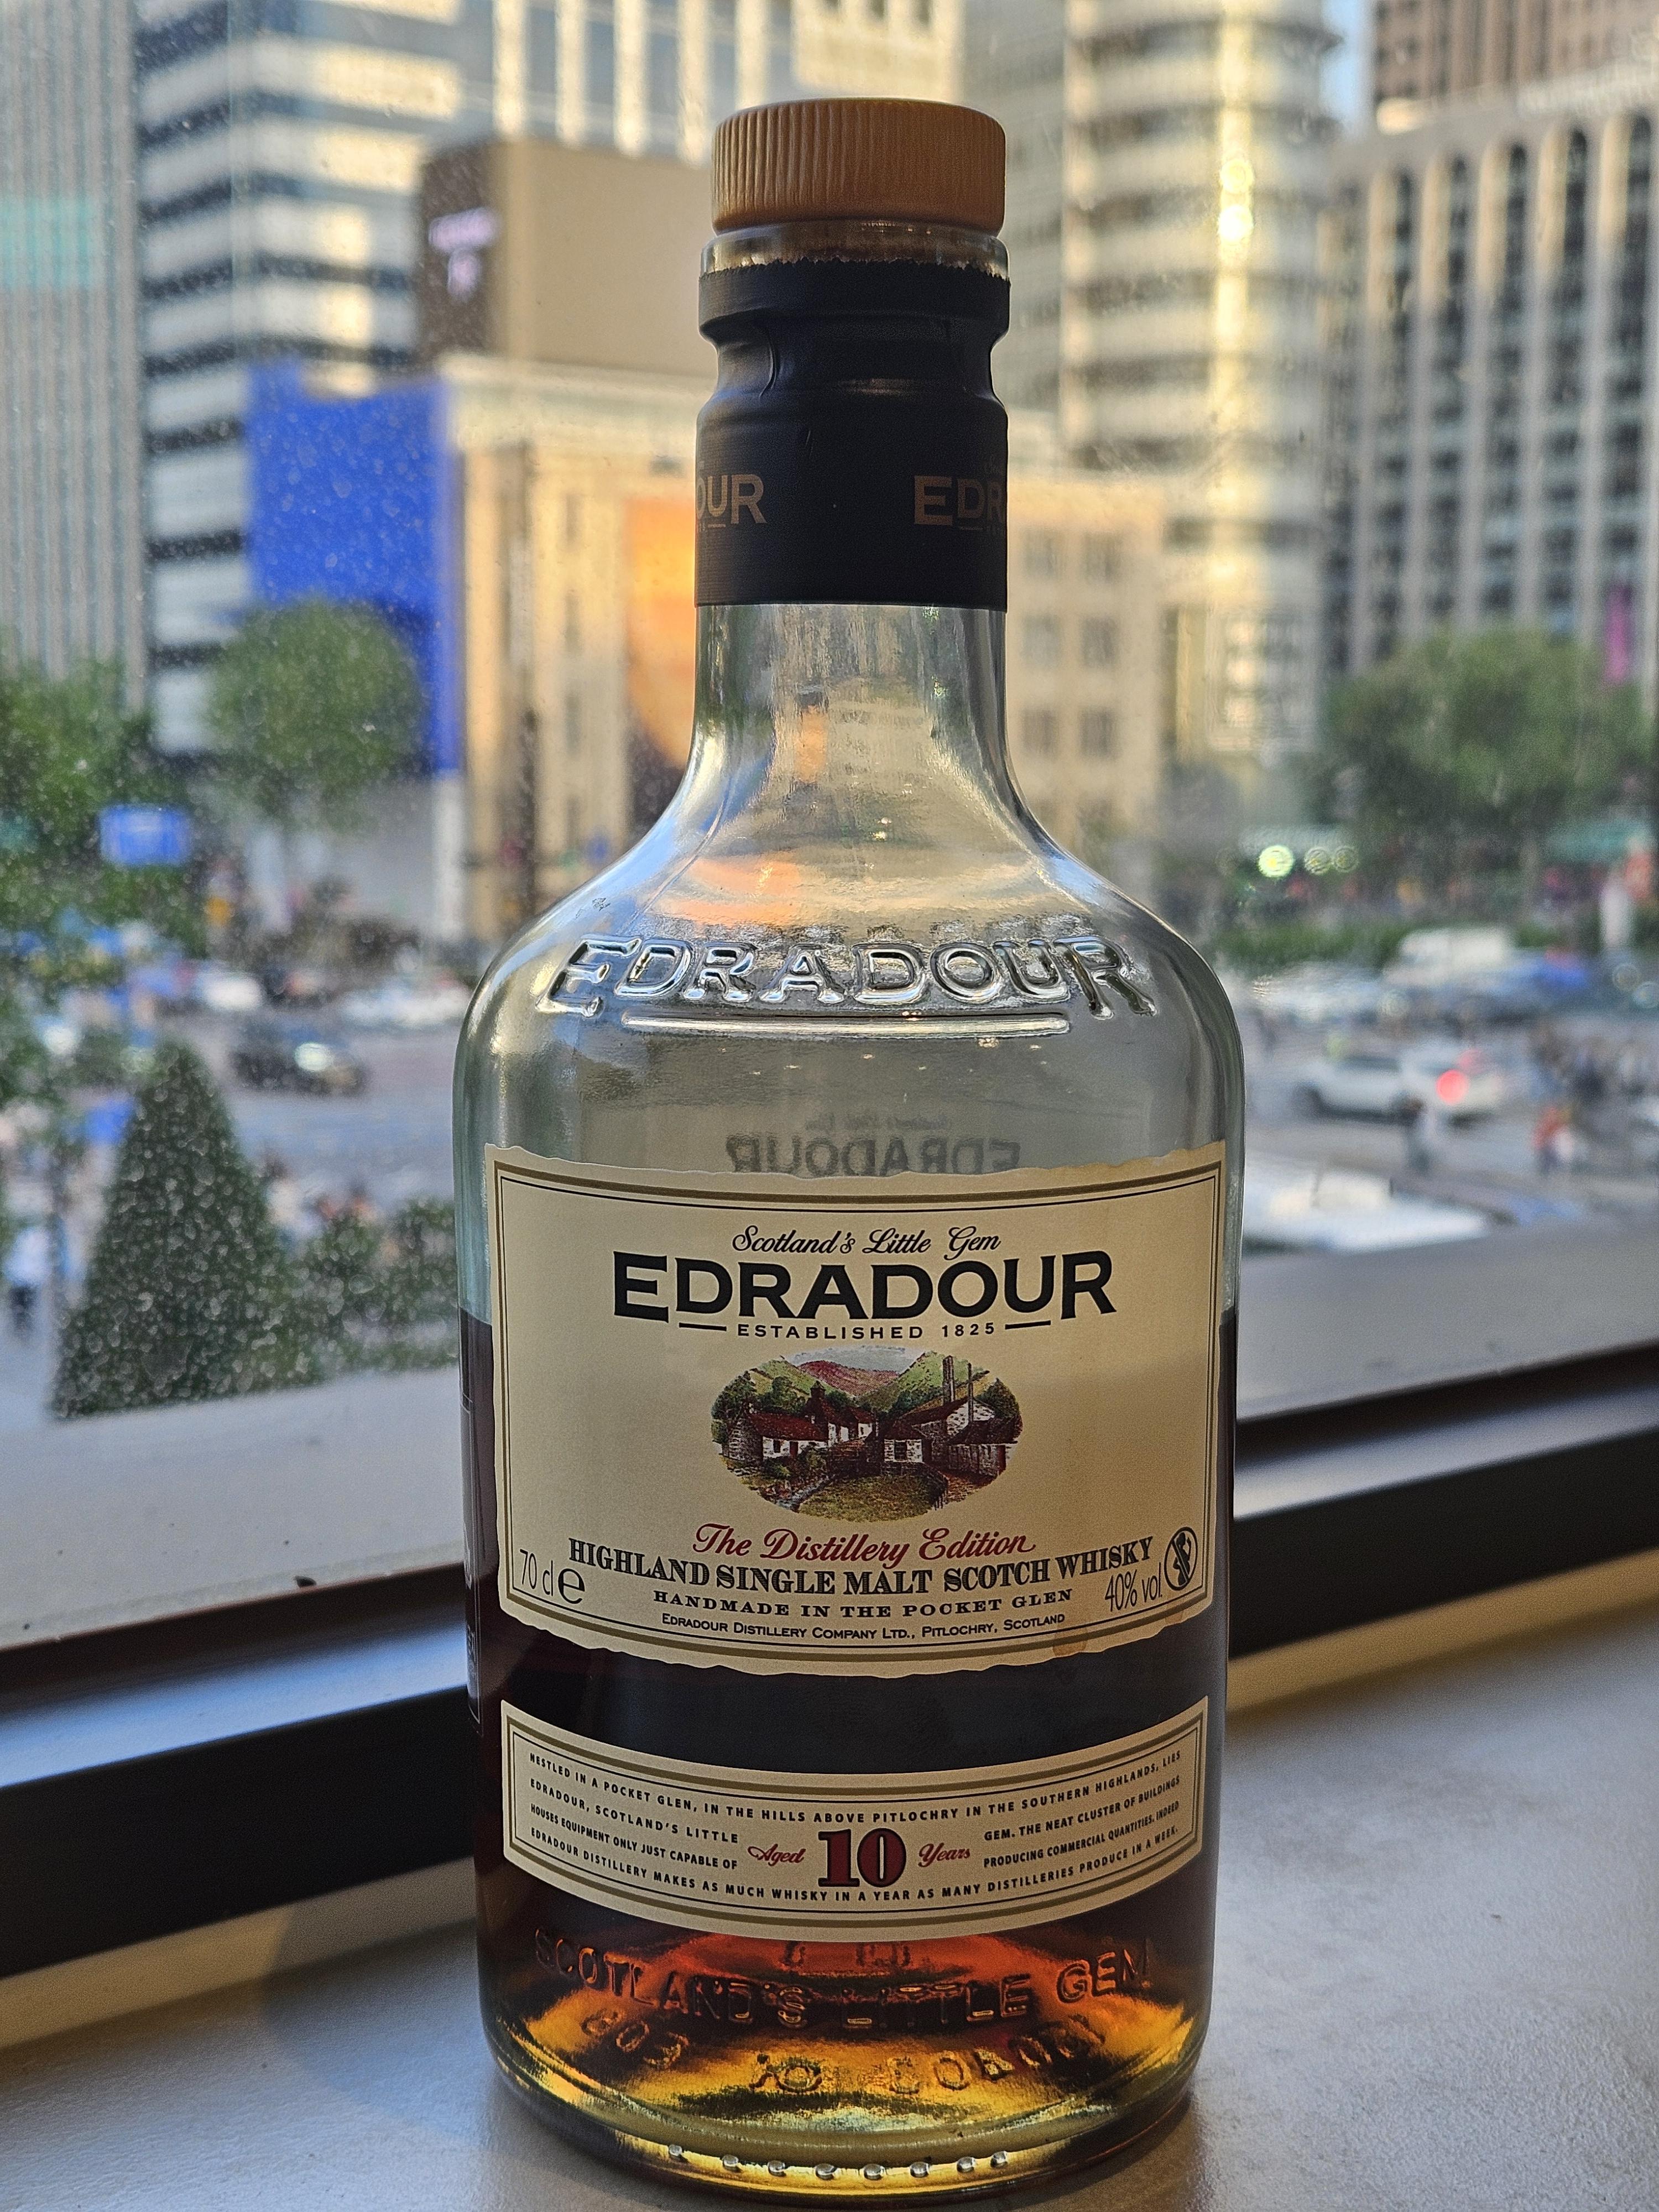 EDRADOUR
Scotland's Little Gem
EDRADOUR
ESTABLISHED 1825
The Distillery Edition
HIGHLAND SINGLE MALT SCOTCH WHISKY
70 cl e
40% vol.
HANDMADE IN THE POCKET GLEN
EDRADOUR DISTILLERY COMPANY LTD., PITLOCHRY, SCOTLAND
NESTLED IN A POCKET GLEN, IN THE HILLS ABOVE PITLOCHRY IN THE SOUTHERN HIGHLANDS, LIES
EDRADOUR, SCOTLAND'S LITTLE GEM. THE NEAT CLUSTER OF BUILDINGS
HOUSES EQUIPMENT ONLY JUST CAPABLE OF PRODUCING COMMERCIAL QUANTITIES. INDEED
Aged 10 Years
EDRADOUR DISTILLERY MAKES AS MUCH WHISKY IN A YEAR AS MANY DISTILLERIES PRODUCE IN A WEEK.
SCOTLAND'S LITTLE GEM